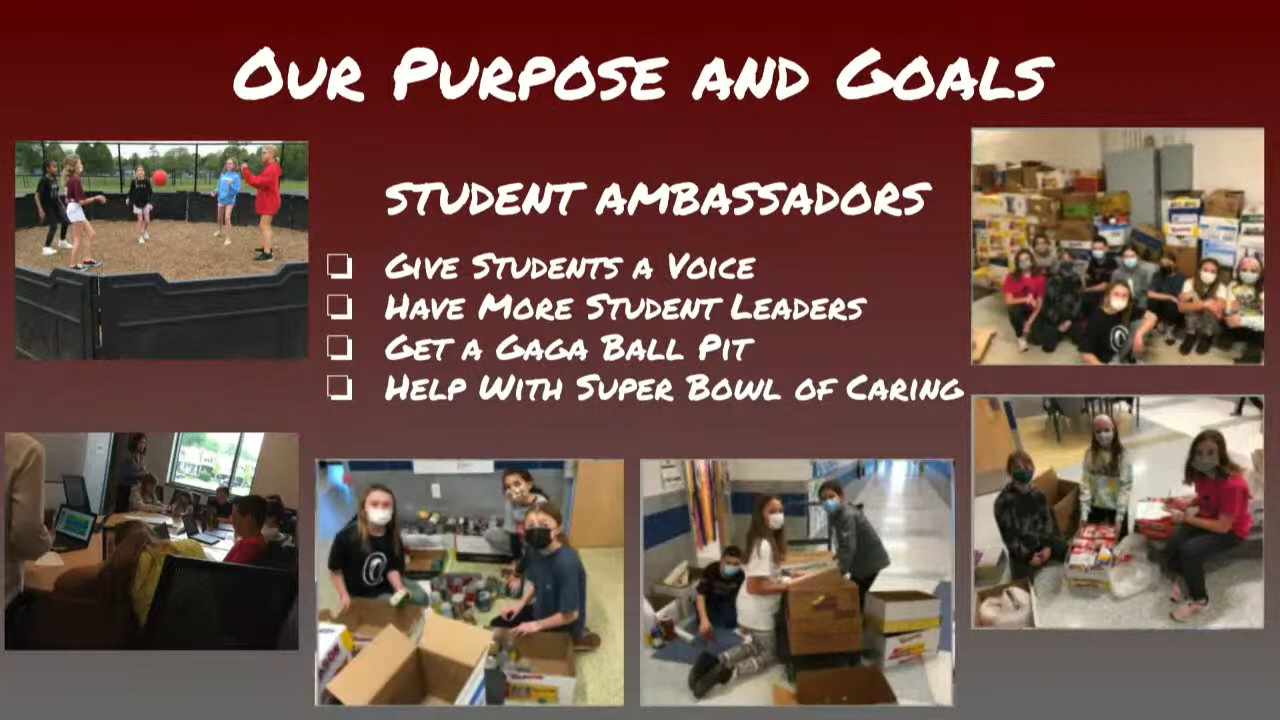 Our Purpose and Goals
Student Ambassadors
❏ Give Students a Voice
❏ Have More Student Leaders
❏ Get a Gaga Ball Pit
❏ Help With Super Bowl of Caring